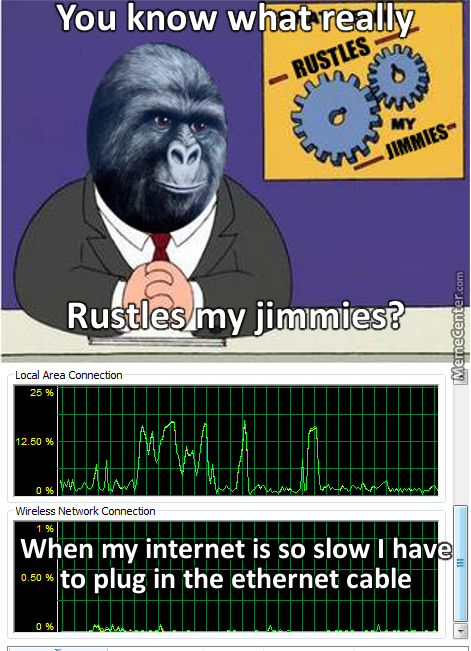 You know what really
RUSTLES
MY
JIMMIES
Rustles my jimmies?
MemeCenter.com
Local Area Connection
25 %
12.50 %
0 %
Wireless Network Connection
1 %
When my internet is so slow I have
0.50 %
to plug in the ethernet cable
0 %